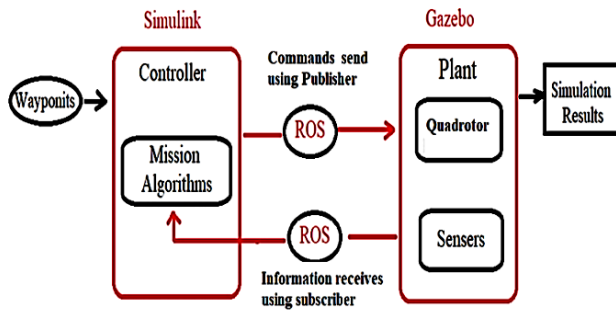 Simulink
Gazebo
Commands send
using Publisher
Controller
Plant
Wayponits
Simulation
Results
ROS
Quadrotor
Mission
Algorithms
ROS
Sensers
Information receives
using subscriber